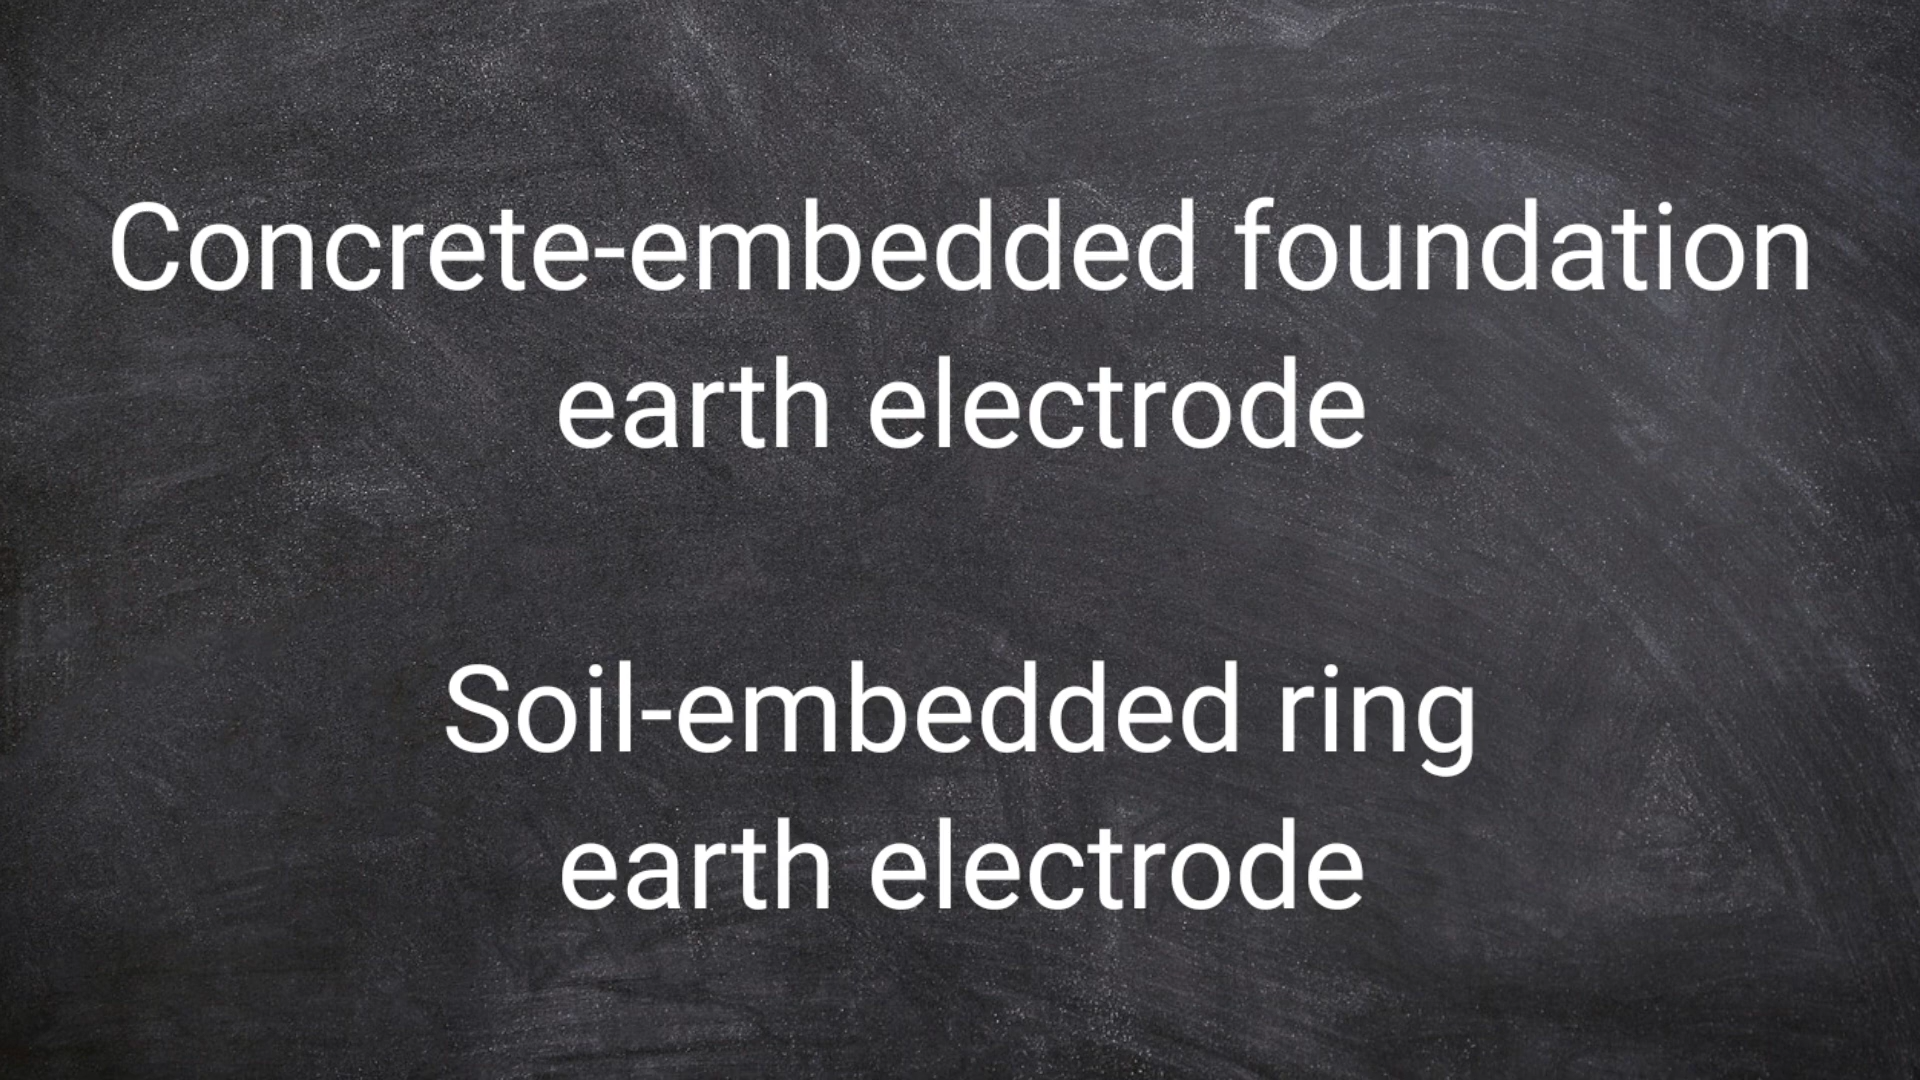 Concrete-embedded foundation
earth electrode
Soil-embedded ring
earth electrode